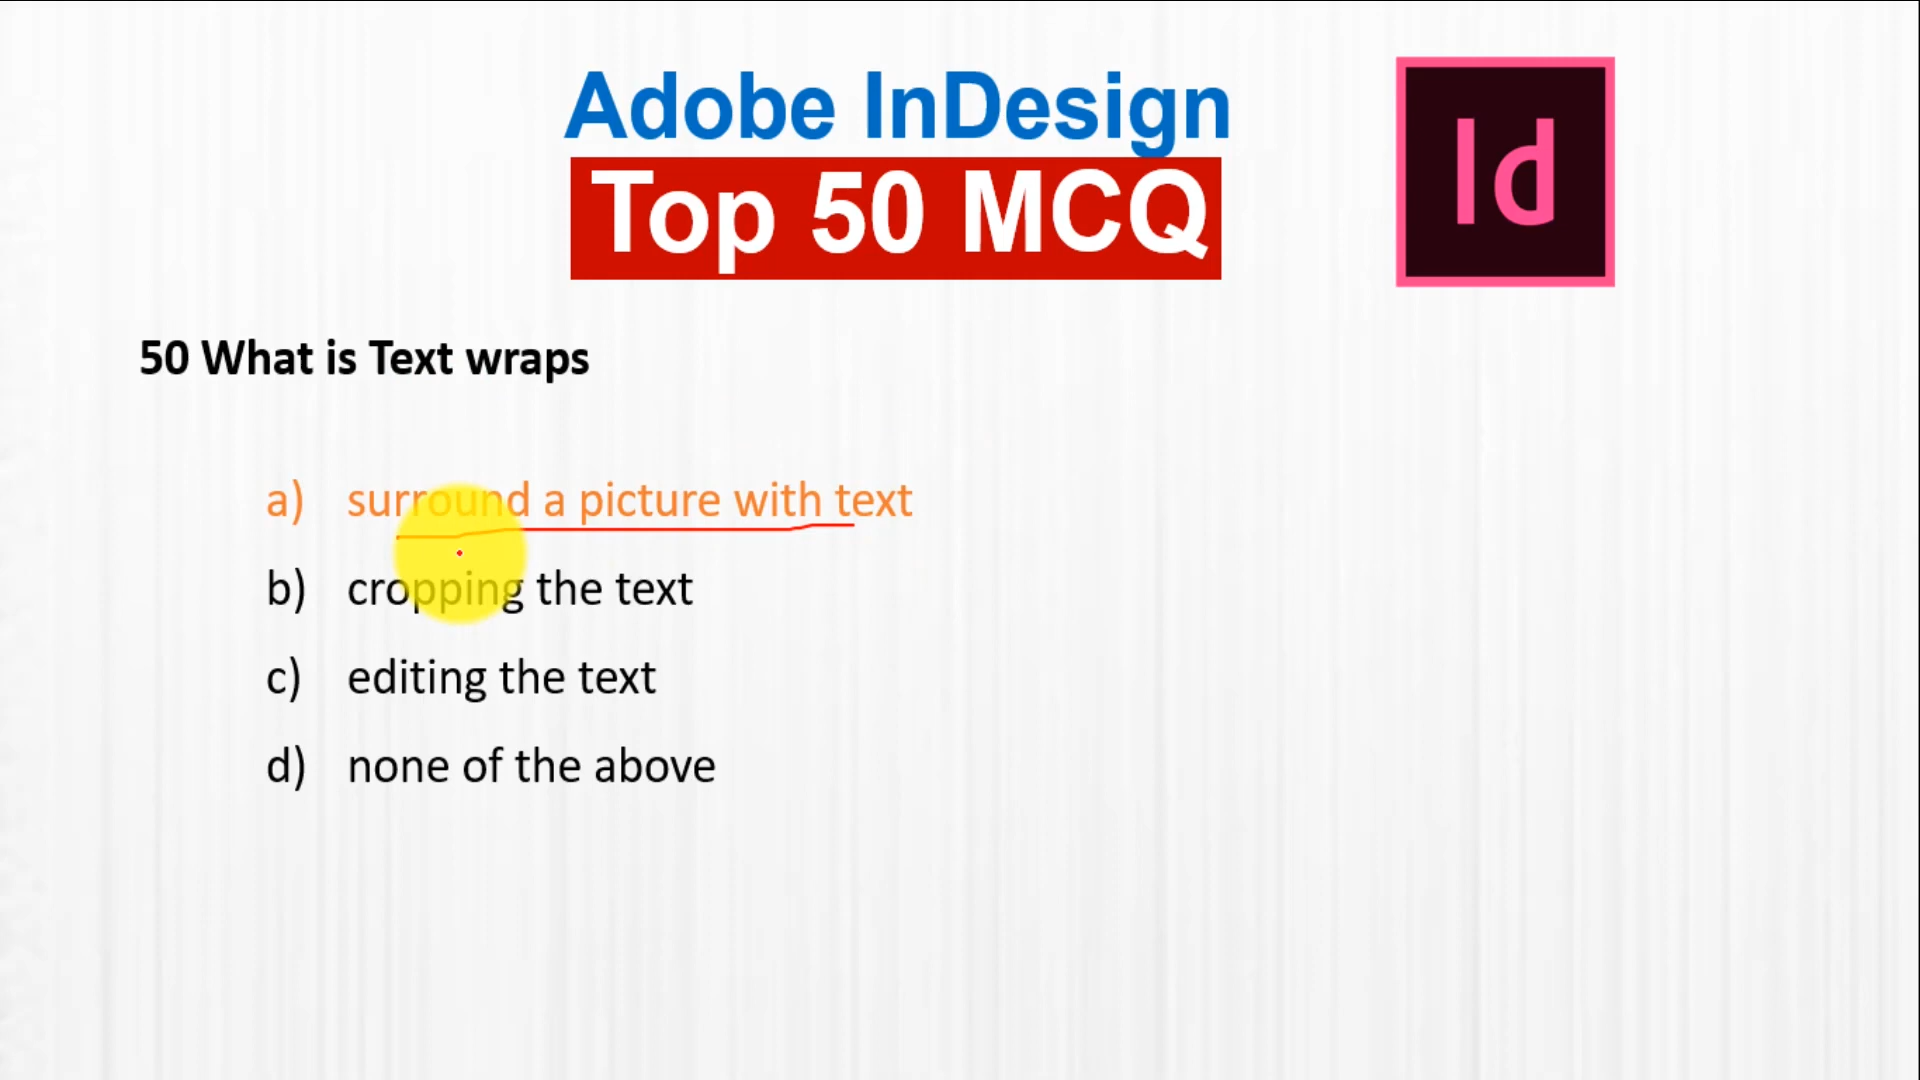 Adobe InDesign
Top 50 MCQ
Id
50 What is Text wraps
a) surround a picture with text
b) cropping the text
c) editing the text
d) none of the above